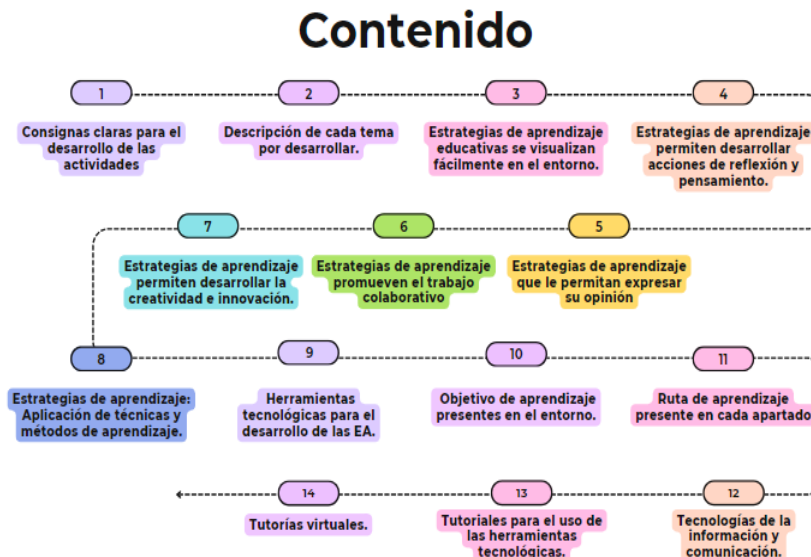 Contenido
1
Consignas claras para el
desarrollo de las
actividades
2
Descripción de cada tema
por desarrollar.
3
Estrategias de aprendizaje
educativas se visualizan
fácilmente en el entorno.
4
Estrategias de aprendizaje
permiten desarrollar
acciones de reflexión y
pensamiento.
5
Estrategias de aprendizaje
que le permitan expresar
su opinión
6
Estrategias de aprendizaje
promueven el trabajo
colaborativo
7
Estrategias de aprendizaje
permiten desarrollar la
creatividad e innovación.
8
Estrategias de aprendizaje:
Aplicación de técnicas y
métodos de aprendizaje.
9
Herramientas
tecnológicas para el
desarrollo de las EA.
10
Objetivo de aprendizaje
presentes en el entorno.
11
Ruta de aprendizaje
presente en cada apartado
12
Tecnologías de la
información y
comunicación.
13
Tutoriales para el uso de
las herramientas
tecnológicas.
14
Tutorías virtuales.